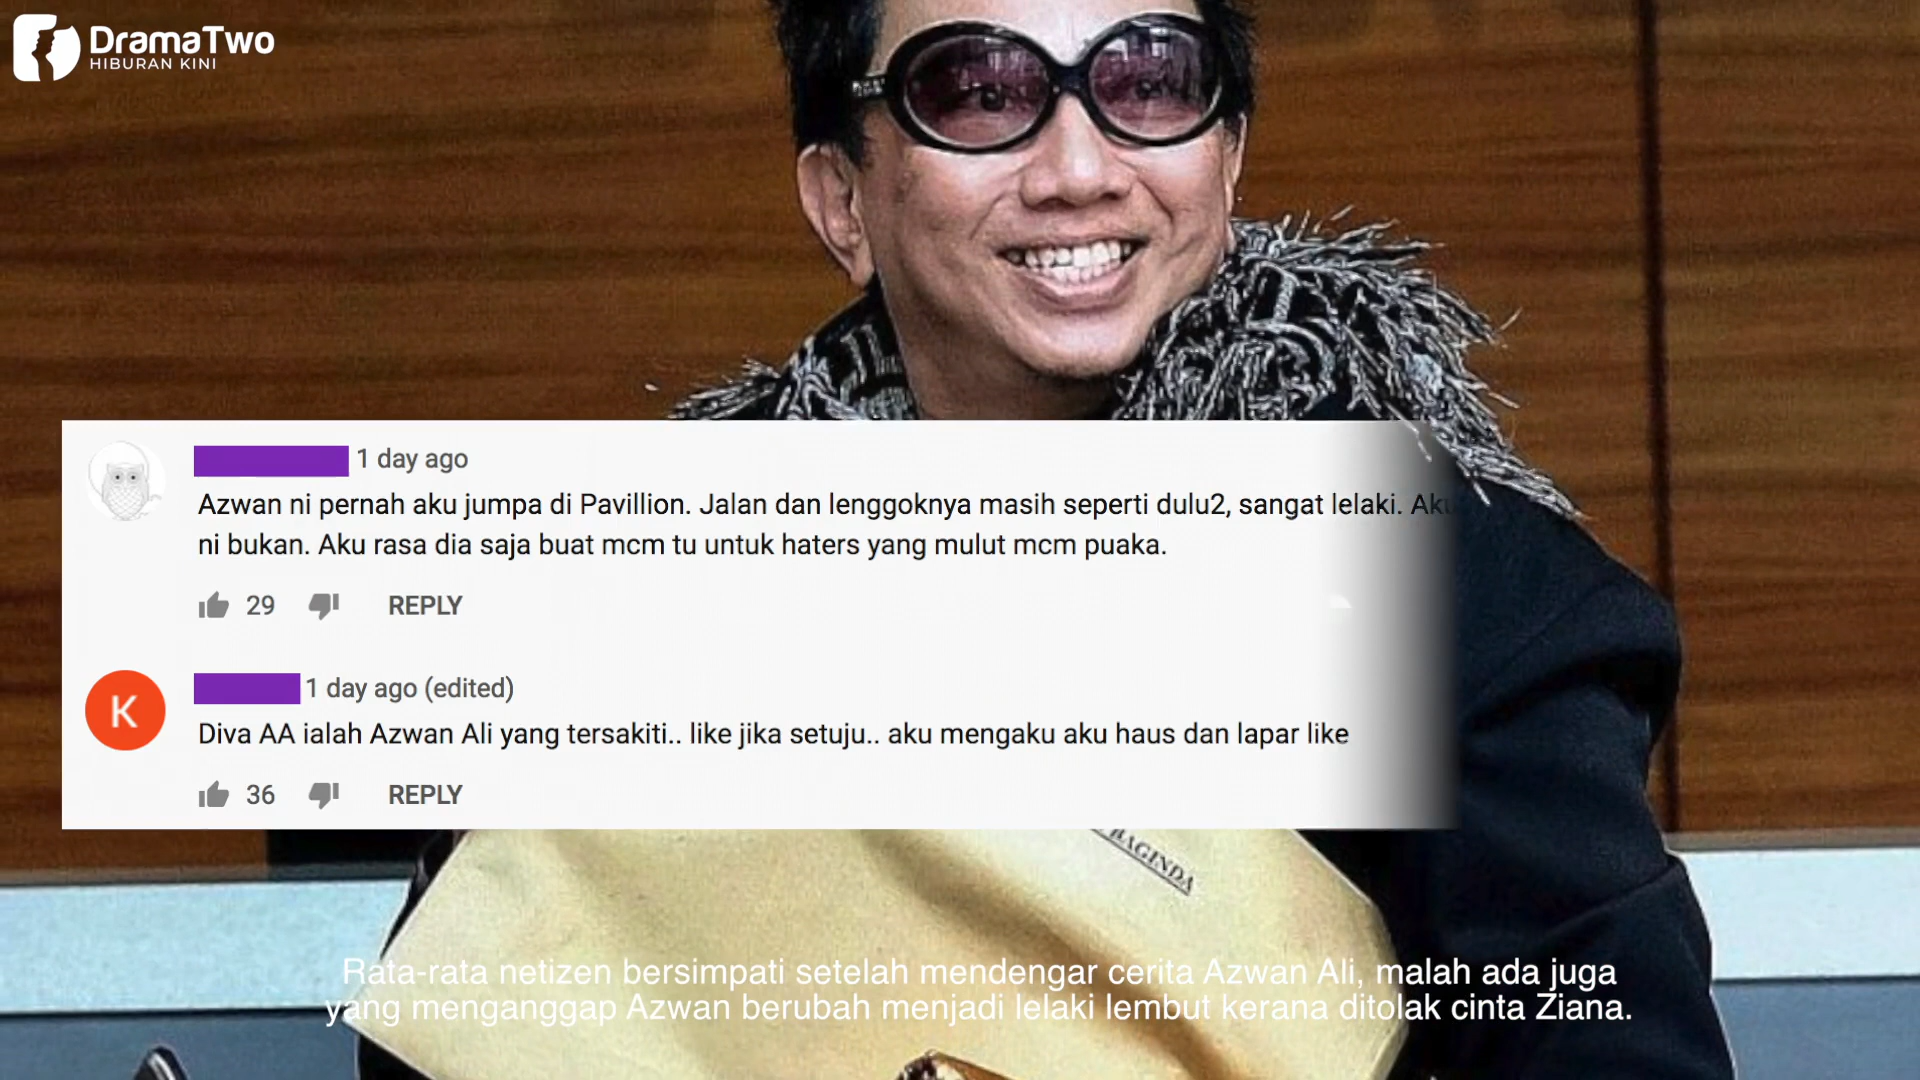 DramaTwo
HIBURAN KINI
1 day ago
Azwan ni pernah aku jumpa di Pavillion. Jalan dan lenggoknya masih seperti dulu2, sangat lelaki. Aku
ni bukan. Aku rasa dia saja buat mcm tu untuk haters yang mulut mcm puaka.
29 REPLY
K
1 day ago (edited)
Diva AA ialah Azwan Ali yang tersakiti.. like jika setuju.. aku mengaku aku haus dan lapar like
36 REPLY
BAGINDA
Rata-rata netizen bersimpati setelah mendengar cerita Azwan Ali, malah ada juga
yang menganggap Azwan berubah menjadi lelaki lembut kerana ditolak cinta Ziana.